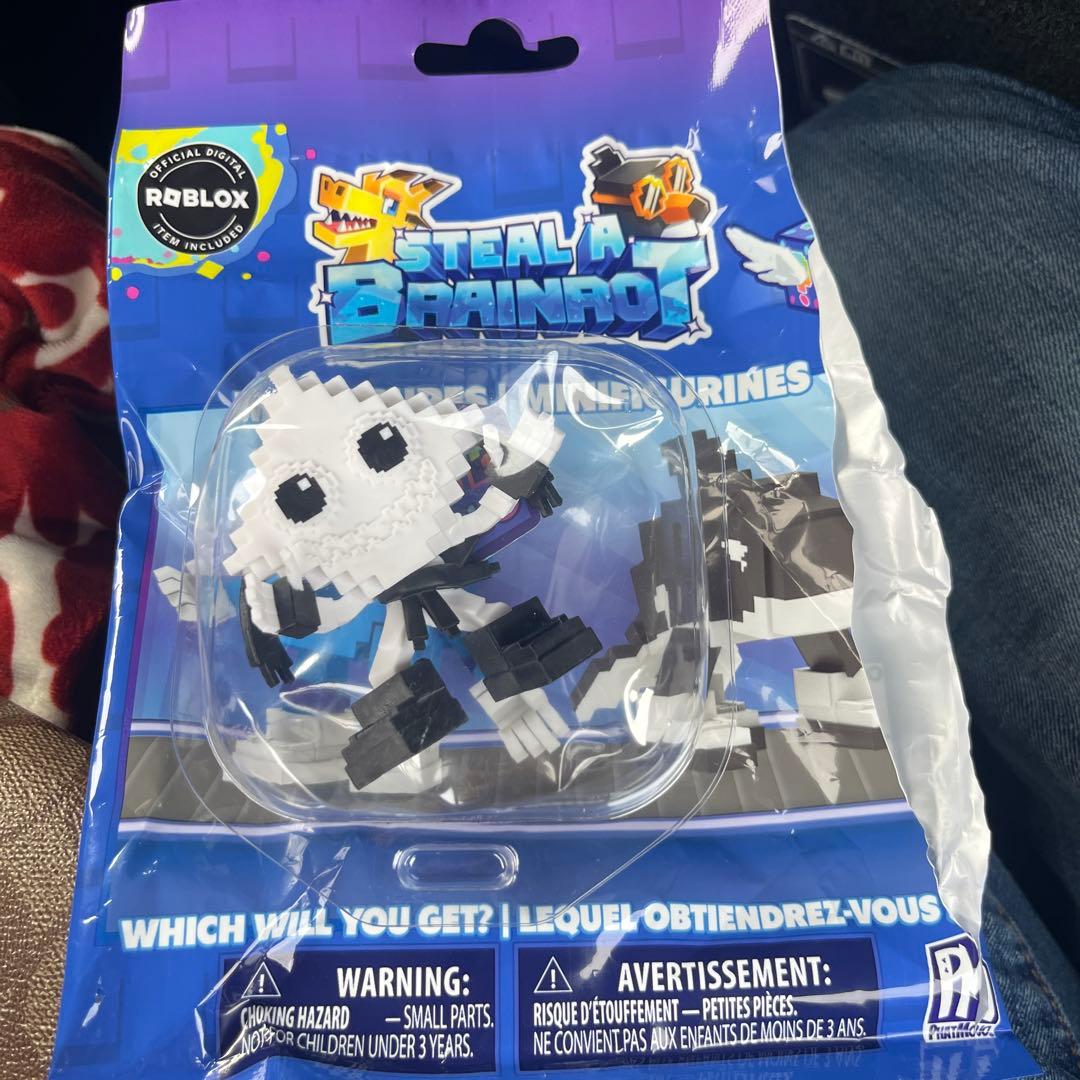 OFFICIAL DIGITAL
ROBLOX
ITEM INCLUDED
STEAL A
BRAINROT
MINIFIGURINES
WHICH WILL YOU GET? | LEQUEL OBTIENDREZ-VOUS
WARNING:
CHOKING HAZARD — SMALL PARTS.
NOT FOR CHILDREN UNDER 3 YEARS.
AVERTISSEMENT:
RISQUE D'ÉTOUFFEMENT — PETITES PIÈCES.
NE CONVIENT PAS AUX ENFANTS DE MOINS DE 3 ANS.
PHATMOJO